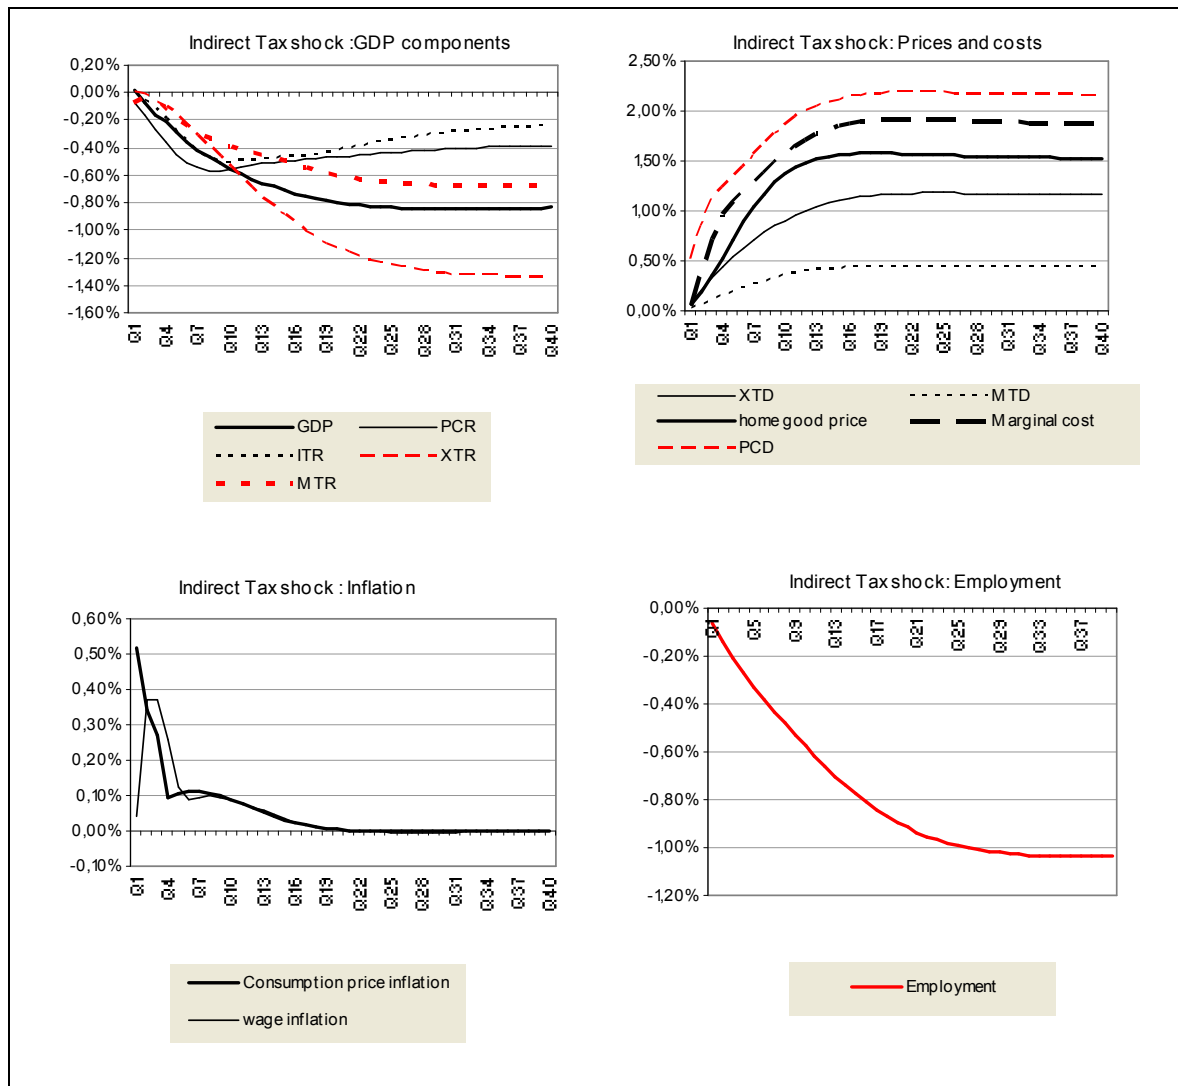 Indirect Tax shock :GDP components
0,20%
0,00%
-0,20%
-0,40%
-0,60%
-0,80%
-1,00%
-1,20%
-1,40%
-1,60%
Q1 Q4 Q7 Q10 Q13 Q16 Q19 Q22 Q25 Q28 Q31 Q34 Q37 Q40
GDP PCR
ITR XTR
MTR
Indirect Tax shock: Prices and costs
2,50%
2,00%
1,50%
1,00%
0,50%
0,00%
Q1 Q4 Q7 Q10 Q13 Q16 Q19 Q22 Q25 Q28 Q31 Q34 Q37 Q40
XTD MTD
home good price Marginal cost
PCD
Indirect Tax shock : Inflation
0,60%
0,50%
0,40%
0,30%
0,20%
0,10%
0,00%
-0,10%
Q1 Q4 Q7 Q10 Q13 Q16 Q19 Q22 Q25 Q28 Q31 Q34 Q37 Q40
Consumption price inflation
wage inflation
Indirect Tax shock: Employment
0,00%
Q1 Q5 Q9 Q13 Q17 Q21 Q25 Q29 Q33 Q37
-0,20%
-0,40%
-0,60%
-0,80%
-1,00%
-1,20%
Employment